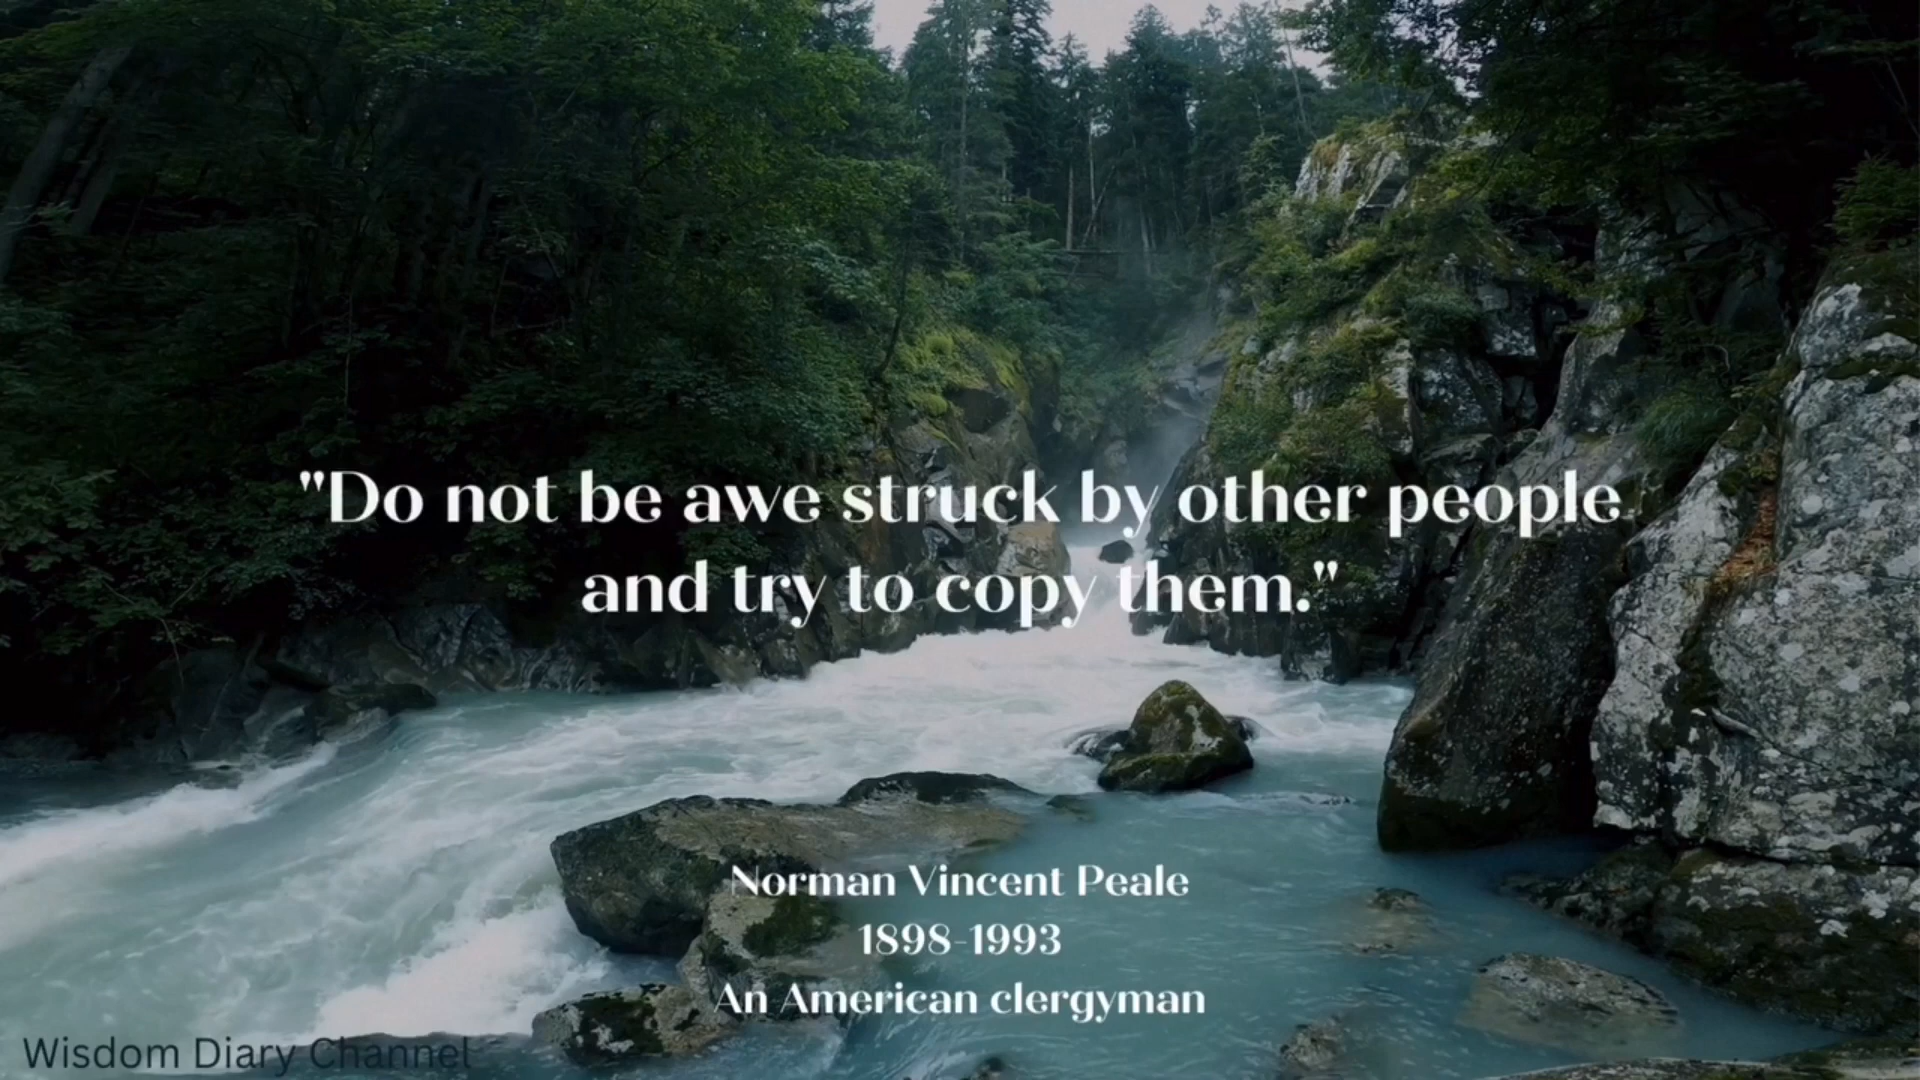 "Do not be awe struck by other people
and try to copy them."
Norman Vincent Peale
1898-1993
An American clergyman
Wisdom Diary Channel